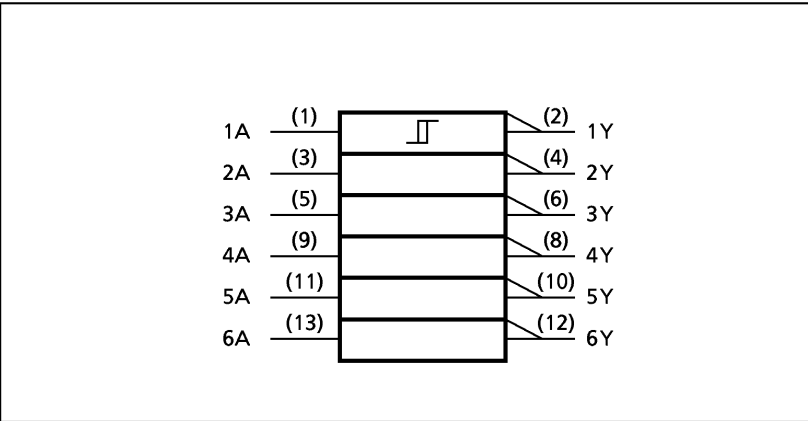 1A (1) (2) 1Y
2A (3) (4) 2Y
3A (5) (6) 3Y
4A (9) (8) 4Y
5A (11) (10) 5Y
6A (13) (12) 6Y